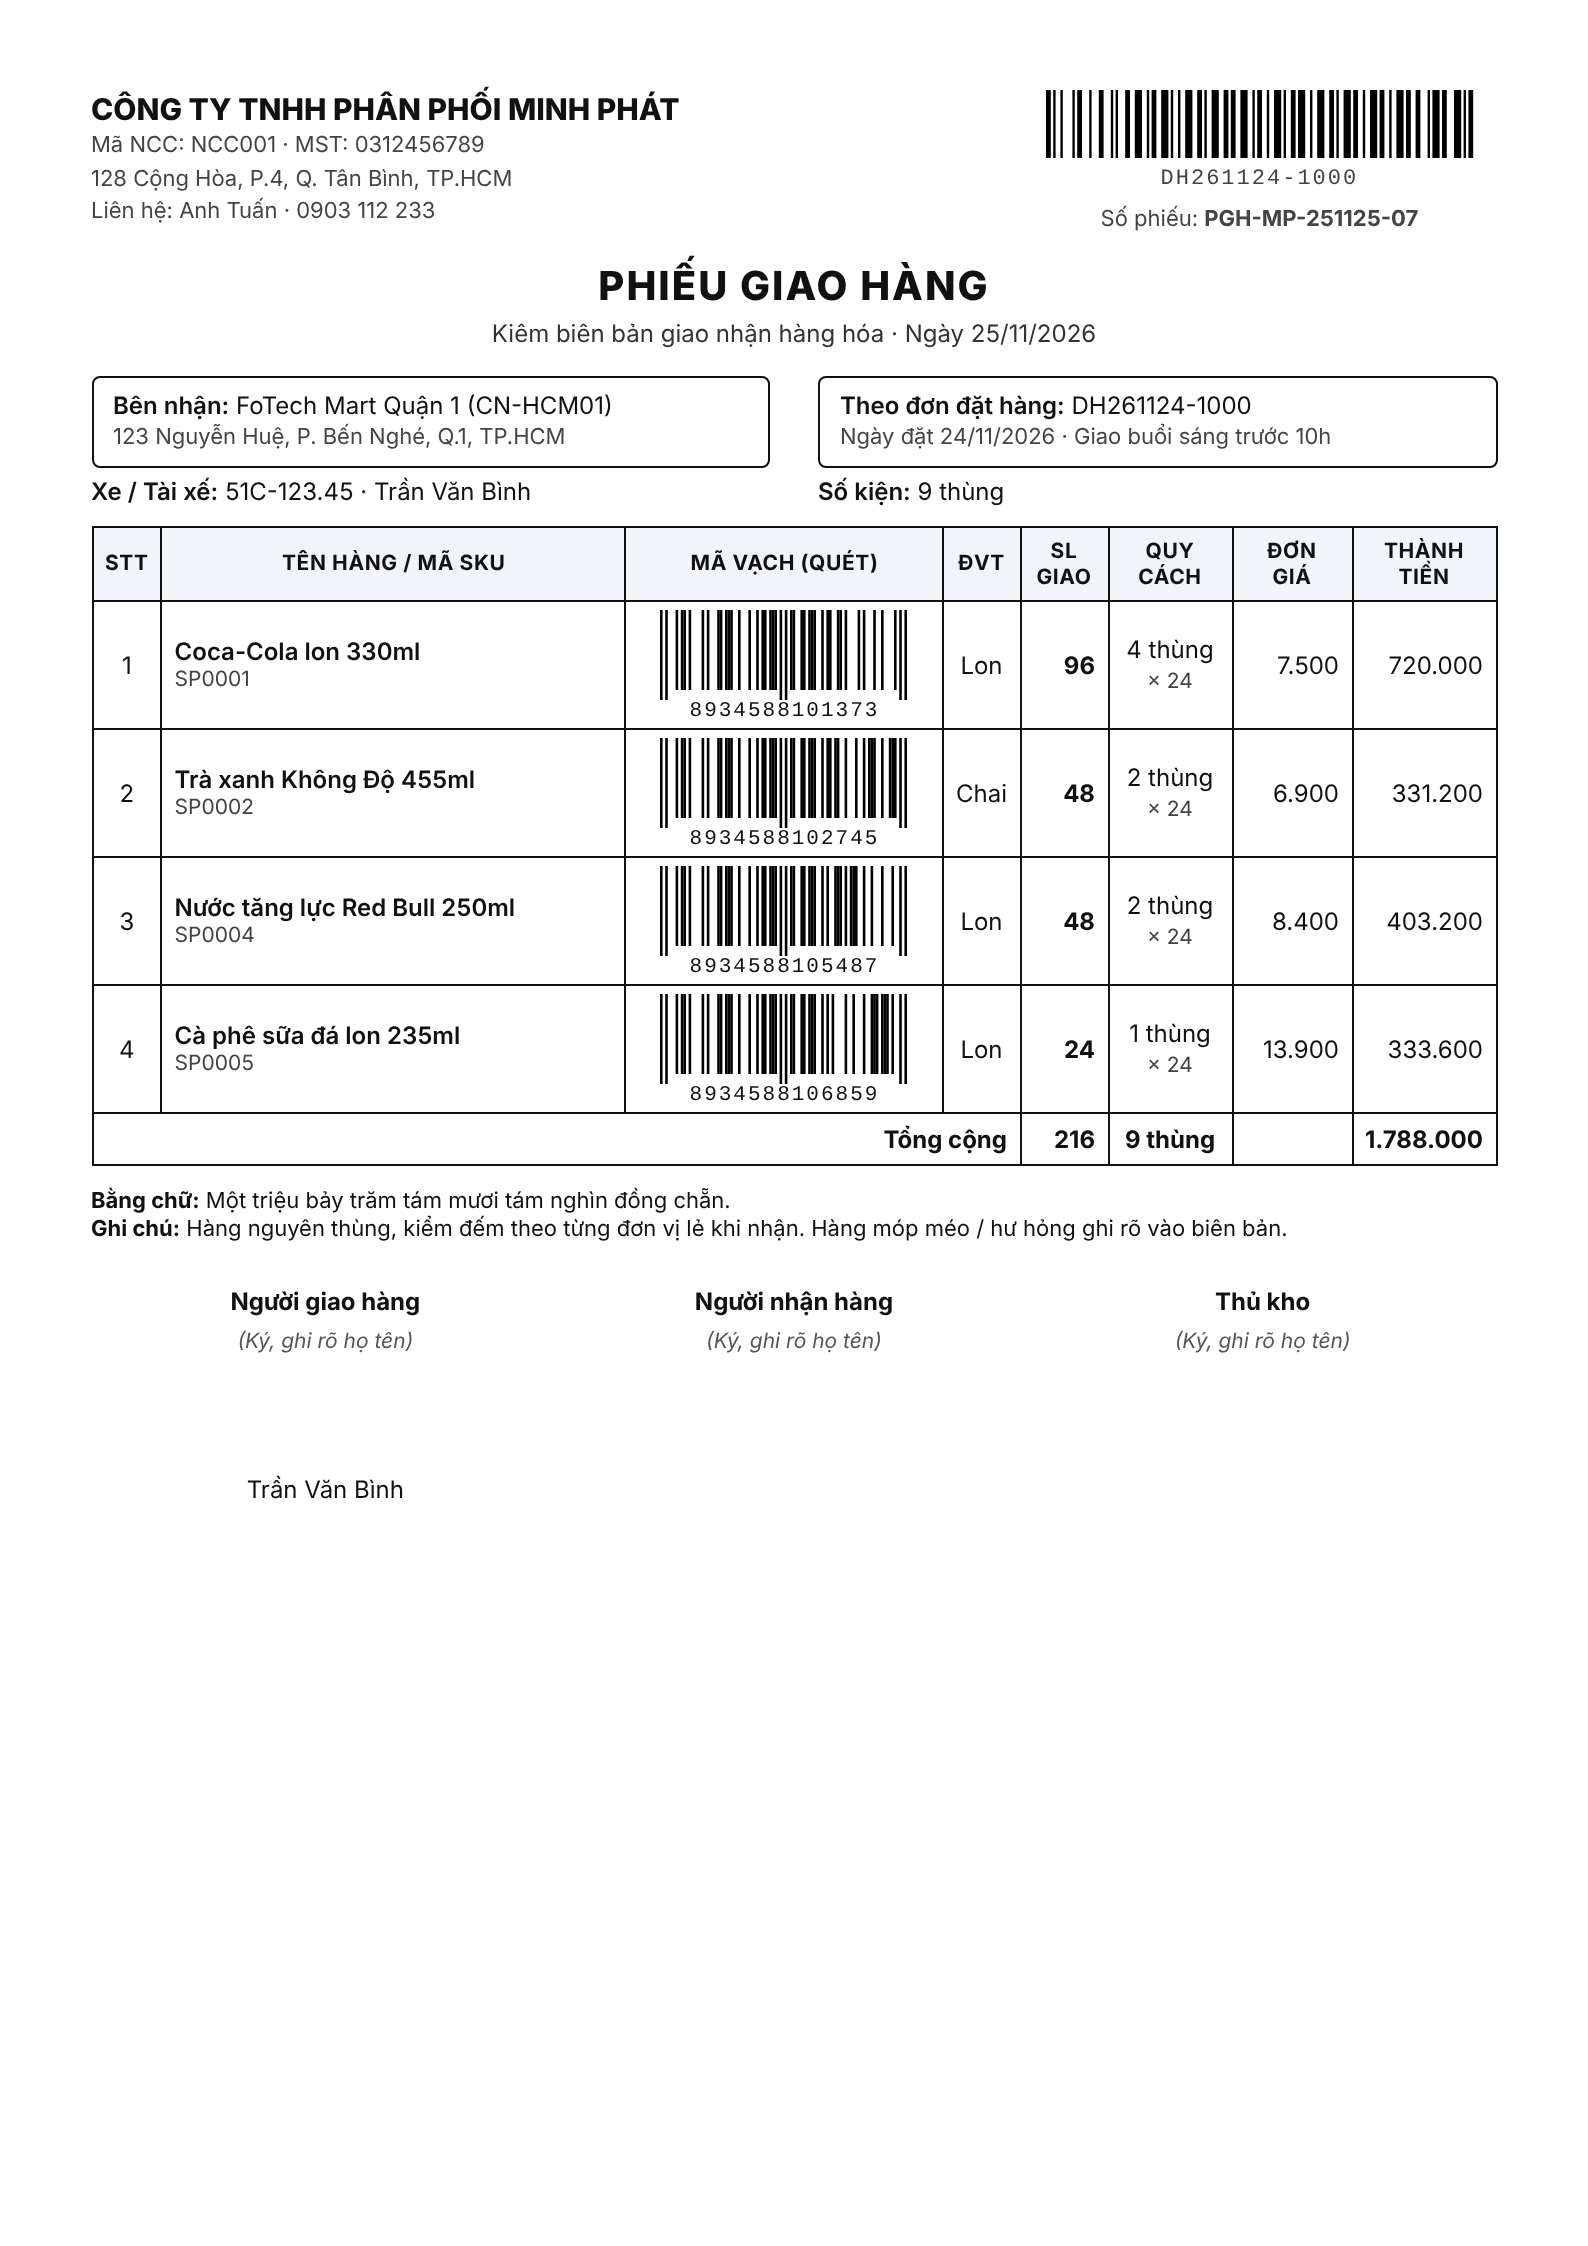 CÔNG TY TNHH PHÂN PHỐI MINH PHÁT
Mã NCC: NCC001 · MST: 0312456789
128 Cộng Hòa, P.4, Q. Tân Bình, TP.HCM
Liên hệ: Anh Tuấn · 0903 112 233
DH261124-1000
Số phiếu: PGH-MP-251125-07
PHIẾU GIAO HÀNG
Kiêm biên bản giao nhận hàng hóa · Ngày 25/11/2026
Bên nhận: FoTech Mart Quận 1 (CN-HCM01)
123 Nguyễn Huệ, P. Bến Nghé, Q.1, TP.HCM
Theo đơn đặt hàng: DH261124-1000
Ngày đặt 24/11/2026 · Giao buổi sáng trước 10h
Xe / Tài xế: 51C-123.45 · Trần Văn Bình
Số kiện: 9 thùng
STT TÊN HÀNG / MÃ SKU MÃ VẠCH (QUÉT) ĐVT SL GIAO QUY CÁCH ĐƠN GIÁ THÀNH TIỀN
1 Coca-Cola lon 330ml SP0001 8934588101373 Lon 96 4 thùng × 24 7.500 720.000
2 Trà xanh Không Độ 455ml SP0002 8934588102745 Chai 48 2 thùng × 24 6.900 331.200
3 Nước tăng lực Red Bull 250ml SP0004 8934588105487 Lon 48 2 thùng × 24 8.400 403.200
4 Cà phê sữa đá lon 235ml SP0005 8934588106859 Lon 24 1 thùng × 24 13.900 333.600
Tổng cộng 216 9 thùng 1.788.000
Bằng chữ: Một triệu bảy trăm tám mươi tám nghìn đồng chẵn.
Ghi chú: Hàng nguyên thùng, kiểm đếm theo từng đơn vị lẻ khi nhận. Hàng móp méo / hư hỏng ghi rõ vào biên bản.
Người giao hàng Người nhận hàng Thủ kho
(Ký, ghi rõ họ tên) (Ký, ghi rõ họ tên) (Ký, ghi rõ họ tên)
Trần Văn Bình